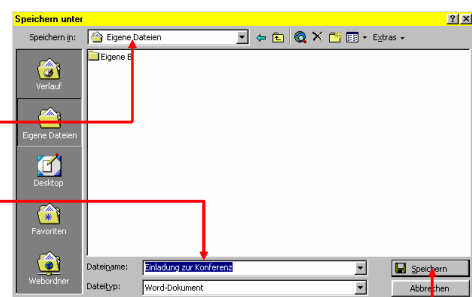 Speichern unter
Speichern in: Eigene Dateien Extras
Eigene B
Verlauf
Eigene Dateien
Desktop
Favoriten
Webordner
Dateiname: Einladung zur Konferenz Speichern
Dateityp: Word-Dokument Abbrechen